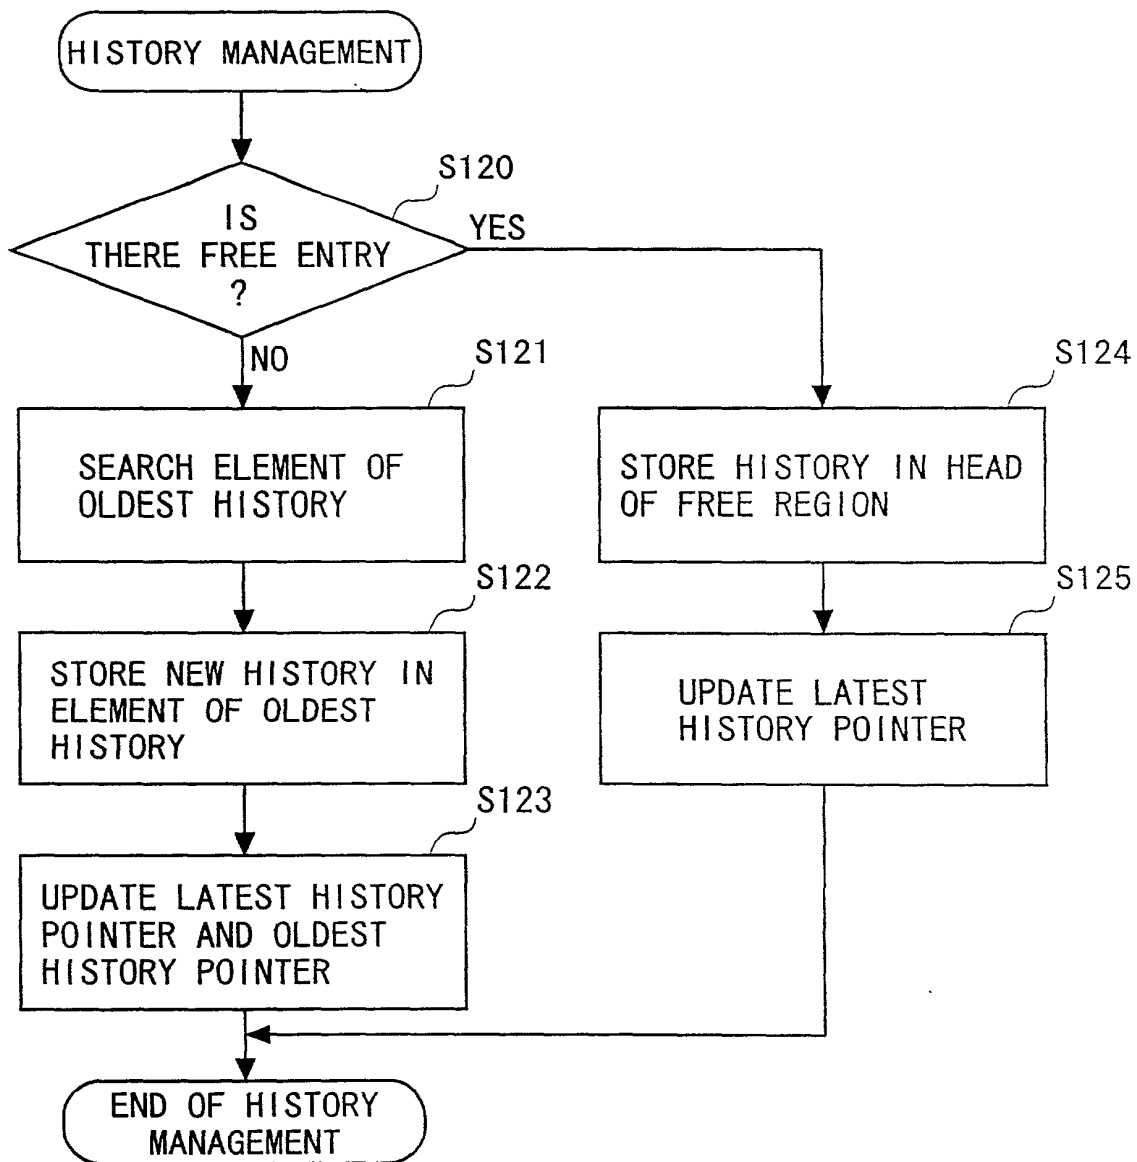 HISTORY MANAGEMENT
S120
IS
THERE FREE ENTRY
?
YES
NO
S121
SEARCH ELEMENT OF
OLDEST HISTORY
S124
STORE HISTORY IN HEAD
OF FREE REGION
S122
STORE NEW HISTORY IN
ELEMENT OF OLDEST
HISTORY
S125
UPDATE LATEST
HISTORY POINTER
S123
UPDATE LATEST HISTORY
POINTER AND OLDEST
HISTORY POINTER
END OF HISTORY
MANAGEMENT